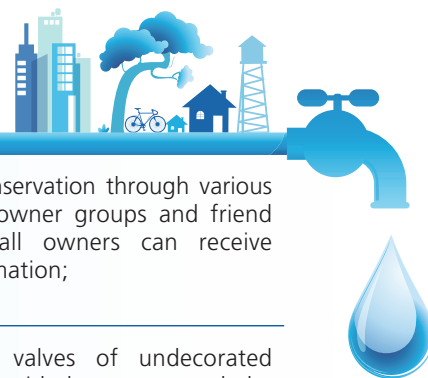 nservation through various
owner groups and friend
all owners can receive
mation;
valves of undecorated